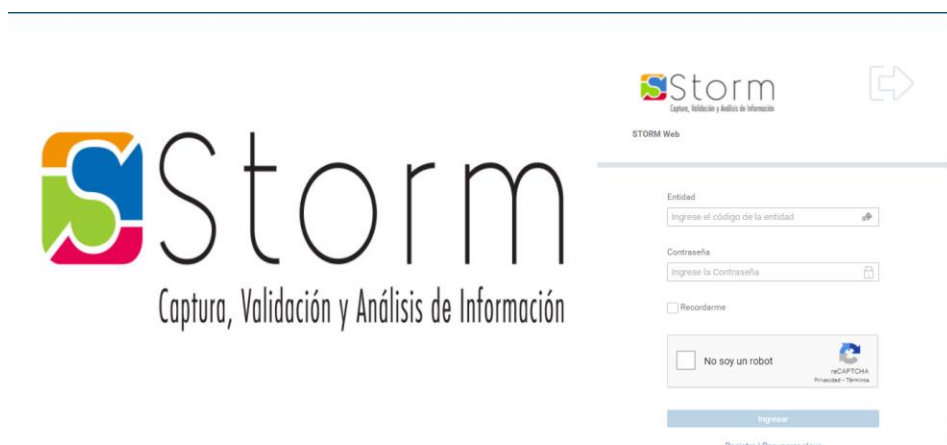 Storm
Captura, Validación y Análisis de Información
Storm
Captura, Validación y Análisis de Información
STORM Web
Entidad
Ingrese el código de la entidad
Contraseña
Ingrese la Contraseña
Recordarme
No soy un robot
reCAPTCHA
Privacidad - Términos
Ingresar